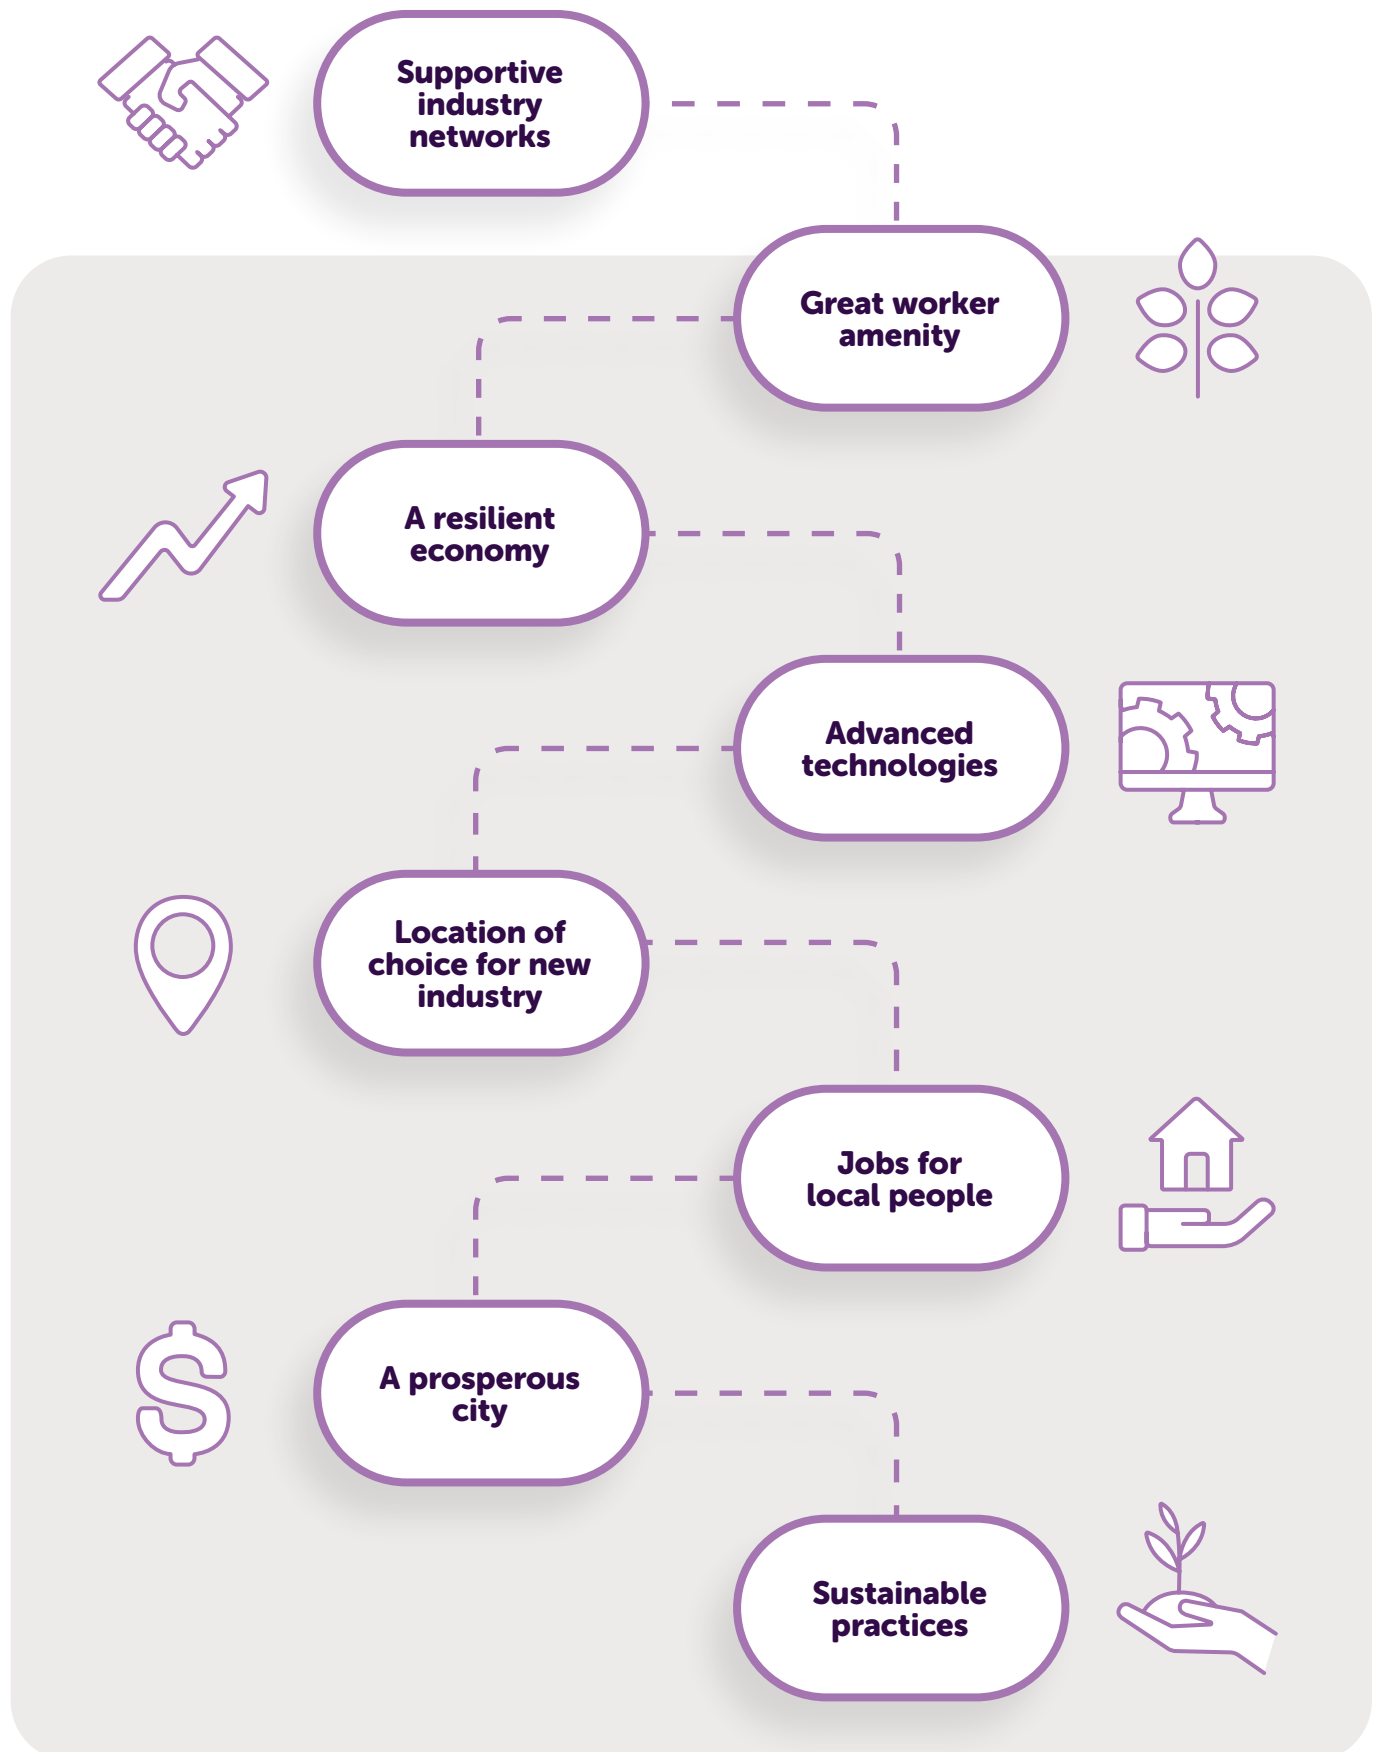 Supportive
industry
networks
Great worker
amenity
A resilient
economy
Advanced
technologies
Location of
choice for new
industry
Jobs for
local people
A prosperous
city
Sustainable
practices